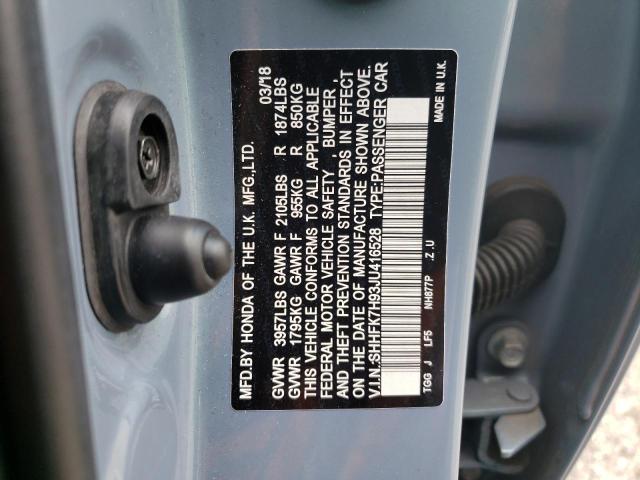 MFD.BY HONDA OF THE U.K. MFG.,LTD. 03/18
GVWR 3957LBS GAWR F 2105LBS R 1874LBS
GVWR 1795KG GAWR F 955KG R 850KG
THIS VEHICLE CONFORMS TO ALL APPLICABLE
FEDERAL MOTOR VEHICLE SAFETY , BUMPER ,
AND THEFT PREVENTION STANDARDS IN EFFECT
ON THE DATE OF MANUFACTURE SHOWN ABOVE.
V.I.N.:SHHFK7H93JU416528 TYPE:PASSENGER CAR
TGG J LF5 NH877P .Z .U MADE IN U.K.